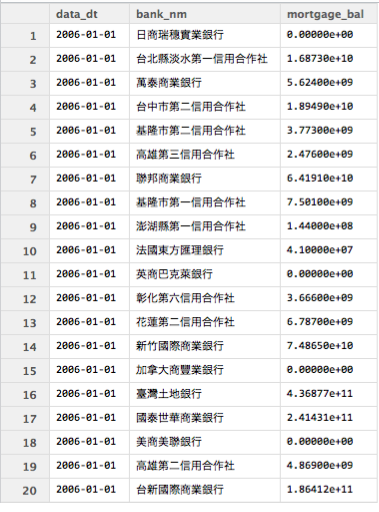 data_dt bank_nm mortgage_bal
1 2006-01-01 日商瑞穗實業銀行 0.00000e+00
2 2006-01-01 台北縣淡水第一信用合作社 1.68730e+10
3 2006-01-01 萬泰商業銀行 5.62400e+09
4 2006-01-01 台中市第二信用合作社 1.89490e+10
5 2006-01-01 基隆市第二信用合作社 3.77300e+09
6 2006-01-01 高雄第三信用合作社 2.47600e+09
7 2006-01-01 聯邦商業銀行 6.41910e+10
8 2006-01-01 基隆市第一信用合作社 7.50100e+09
9 2006-01-01 澎湖縣第一信用合作社 1.44000e+08
10 2006-01-01 法國東方匯理銀行 4.10000e+07
11 2006-01-01 英商巴克萊銀行 0.00000e+00
12 2006-01-01 彰化第六信用合作社 3.66600e+09
13 2006-01-01 花蓮第二信用合作社 6.78700e+09
14 2006-01-01 新竹國際商業銀行 7.48650e+10
15 2006-01-01 加拿大商豐業銀行 0.00000e+00
16 2006-01-01 臺灣土地銀行 4.36877e+11
17 2006-01-01 國泰世華商業銀行 2.41431e+11
18 2006-01-01 美商美聯銀行 0.00000e+00
19 2006-01-01 高雄第二信用合作社 4.86900e+09
20 2006-01-01 台新國際商業銀行 1.86412e+11